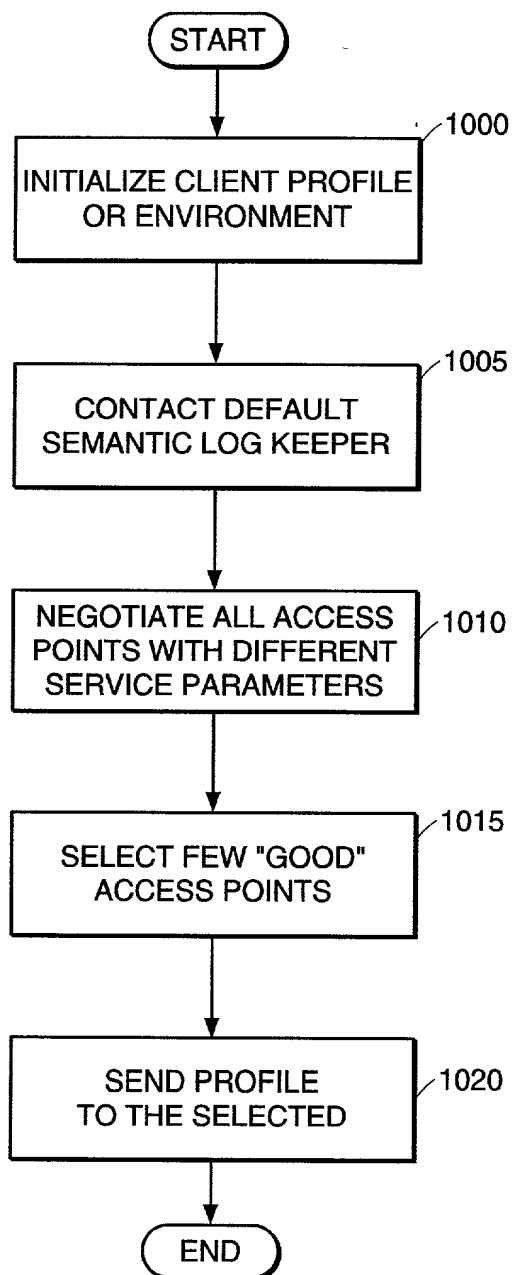 START
1000
INITIALIZE CLIENT PROFILE
OR ENVIRONMENT
1005
CONTACT DEFAULT
SEMANTIC LOG KEEPER
1010
NEGOTIATE ALL ACCESS
POINTS WITH DIFFERENT
SERVICE PARAMETERS
1015
SELECT FEW "GOOD"
ACCESS POINTS
1020
SEND PROFILE
TO THE SELECTED
END